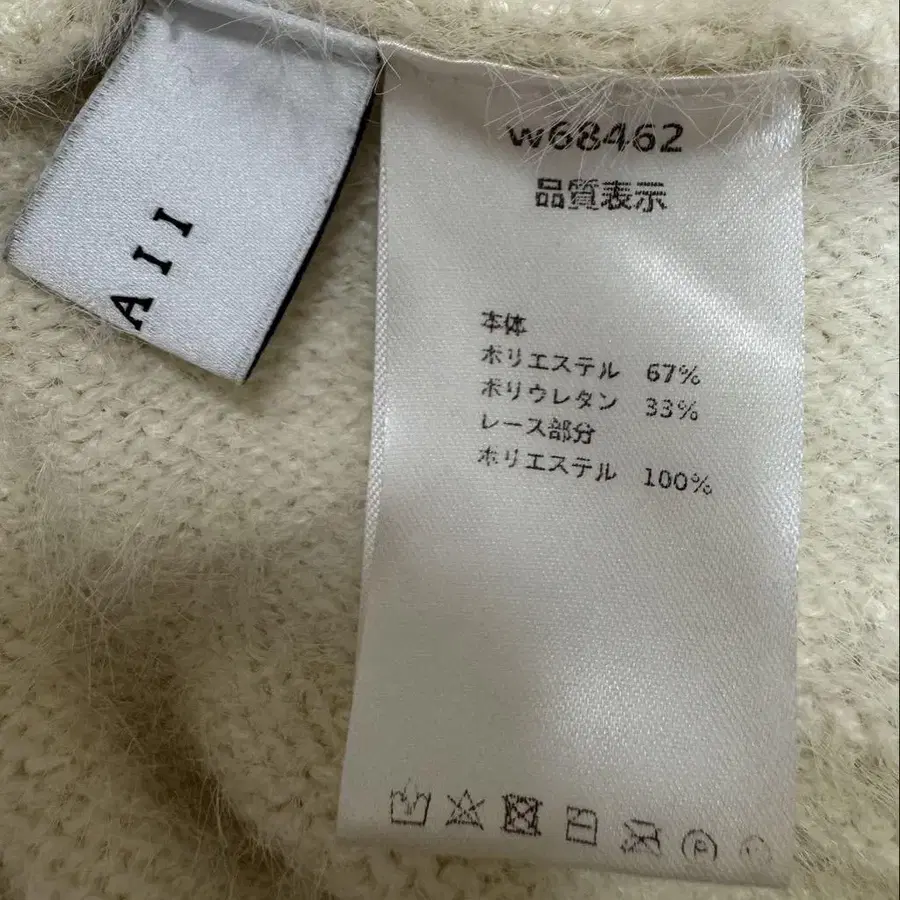 AII
w68462
品質表示
本体
ポリエステル 67%
ポリウレタン 33%
レース部分
ポリエステル 100%
P